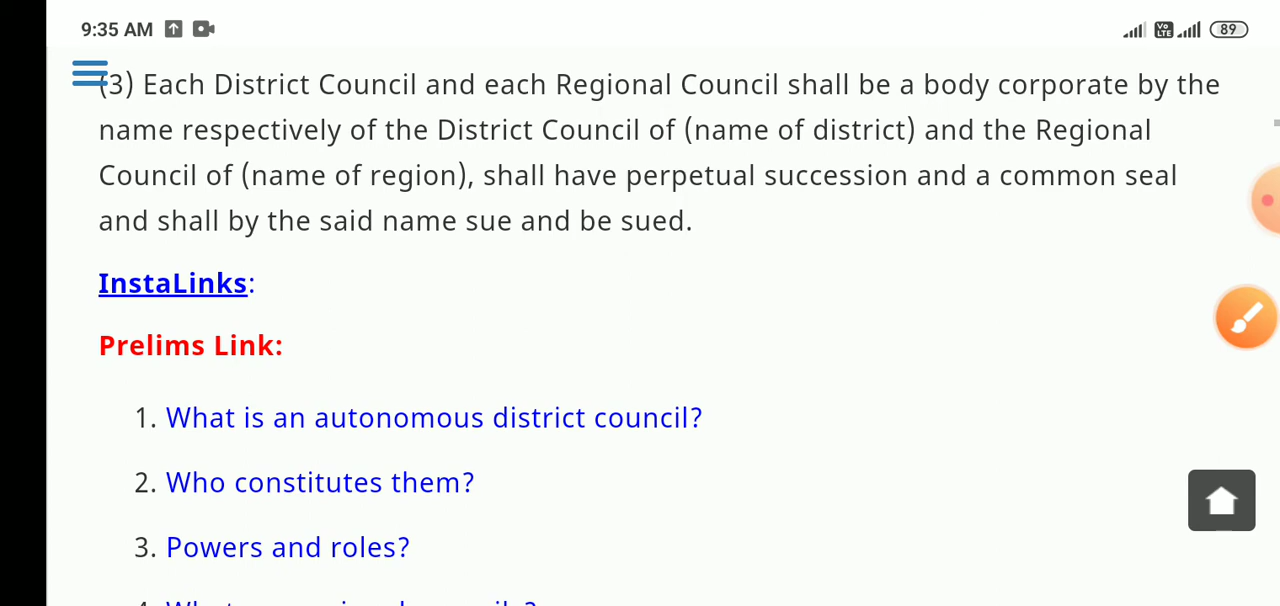 9:35 AM
Vo LTE
89
(3) Each District Council and each Regional Council shall be a body corporate by the
name respectively of the District Council of (name of district) and the Regional
Council of (name of region), shall have perpetual succession and a common seal
and shall by the said name sue and be sued.
InstaLinks:
Prelims Link:
1. What is an autonomous district council?
2. Who constitutes them?
3. Powers and roles?